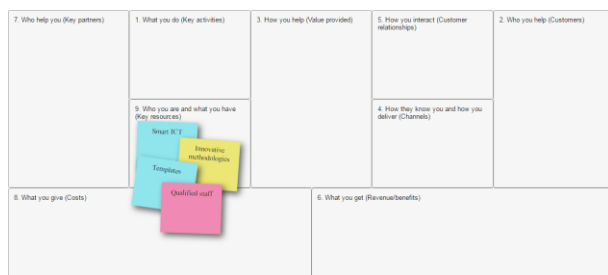 7. Who help you (Key partners)
1. What you do (Key activities)
3. How you help (Value provided)
5. How you interact (Customer
relationships)
2. Who you help (Customers)
9. Who you are and what you have
(Key resources)
Smart ICT
Innovative
methodologies
Templates
Qualified staff
4. How they know you and how you
deliver (Channels)
8. What you give (Costs)
6. What you get (Revenue/benefits)